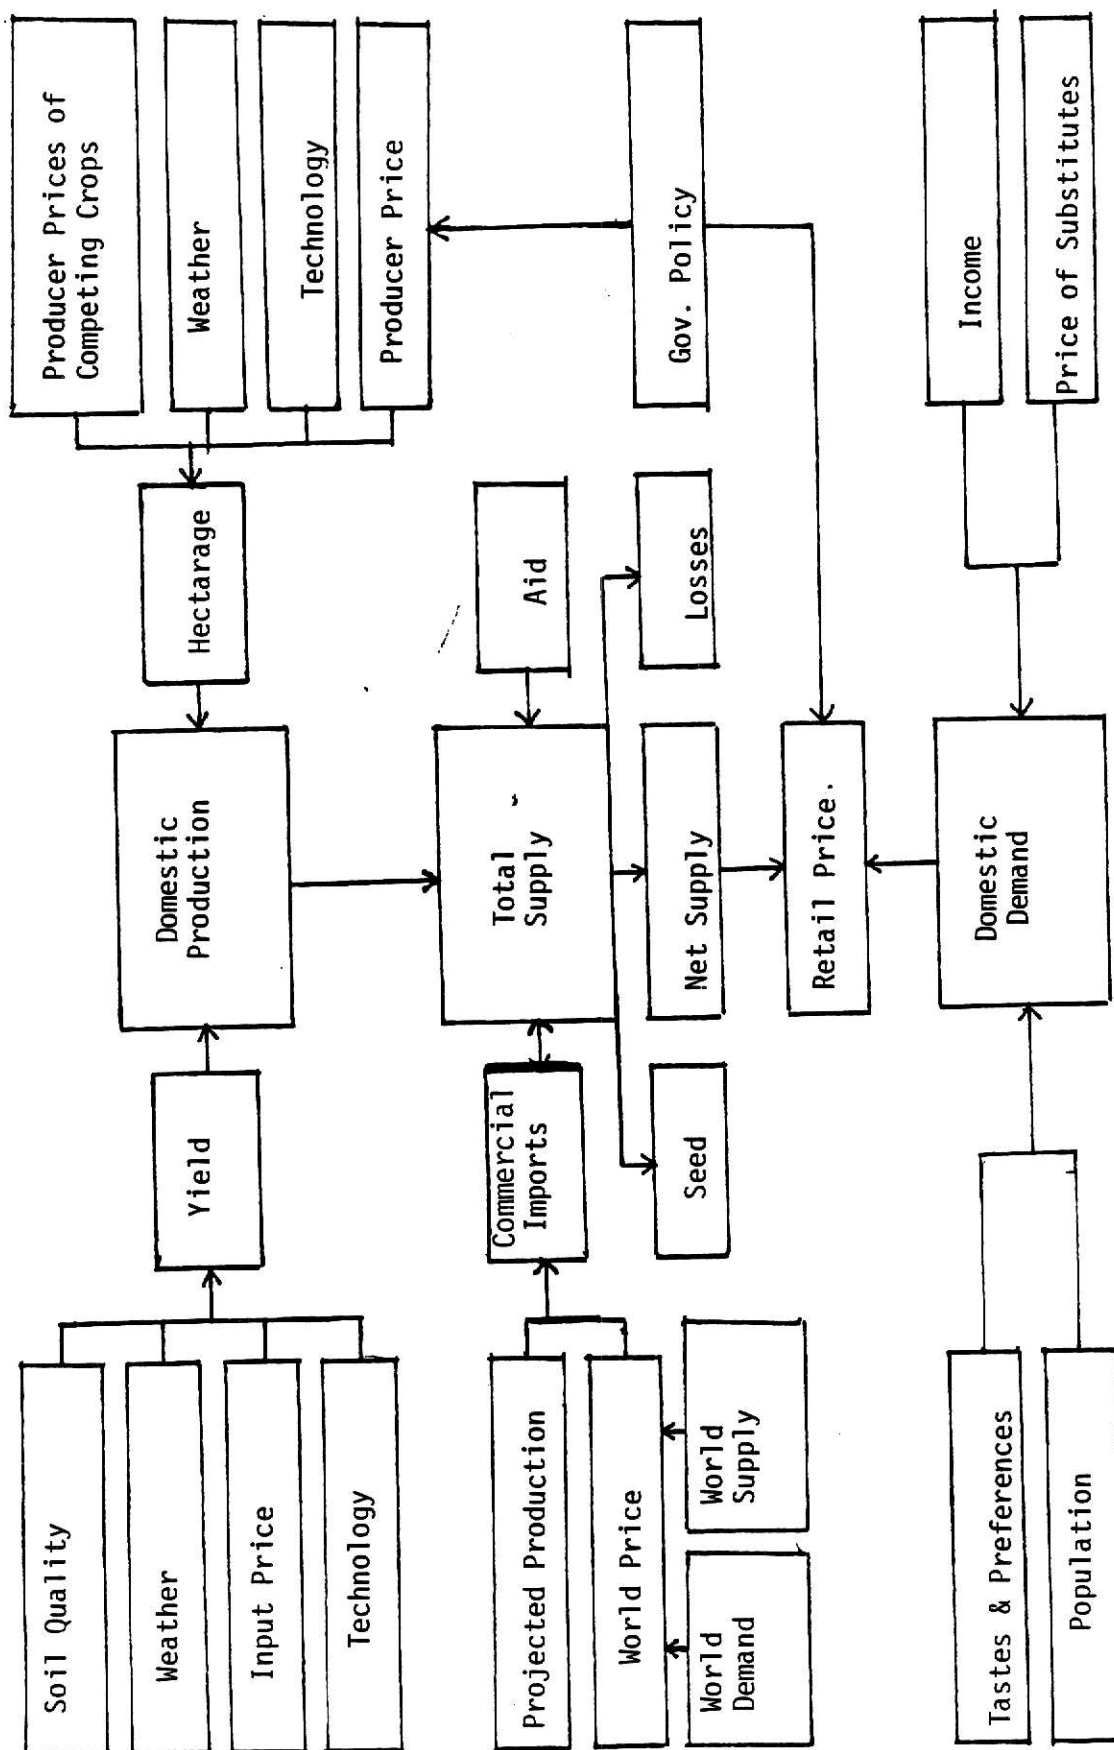 Soil Quality
Weather
Input Price
Technology
Yield
Domestic
Production
Hectarage
Producer Prices of
Competing Crops
Weather
Technology
Producer Price
Projected Production
World Price
World
Demand
World
Supply
Commercial
Imports
Total
Supply
Aid
Seed
Net Supply
Losses
Gov. Policy
Retail Price.
Tastes & Preferences
Population
Domestic
Demand
Income
Price of Substitutes